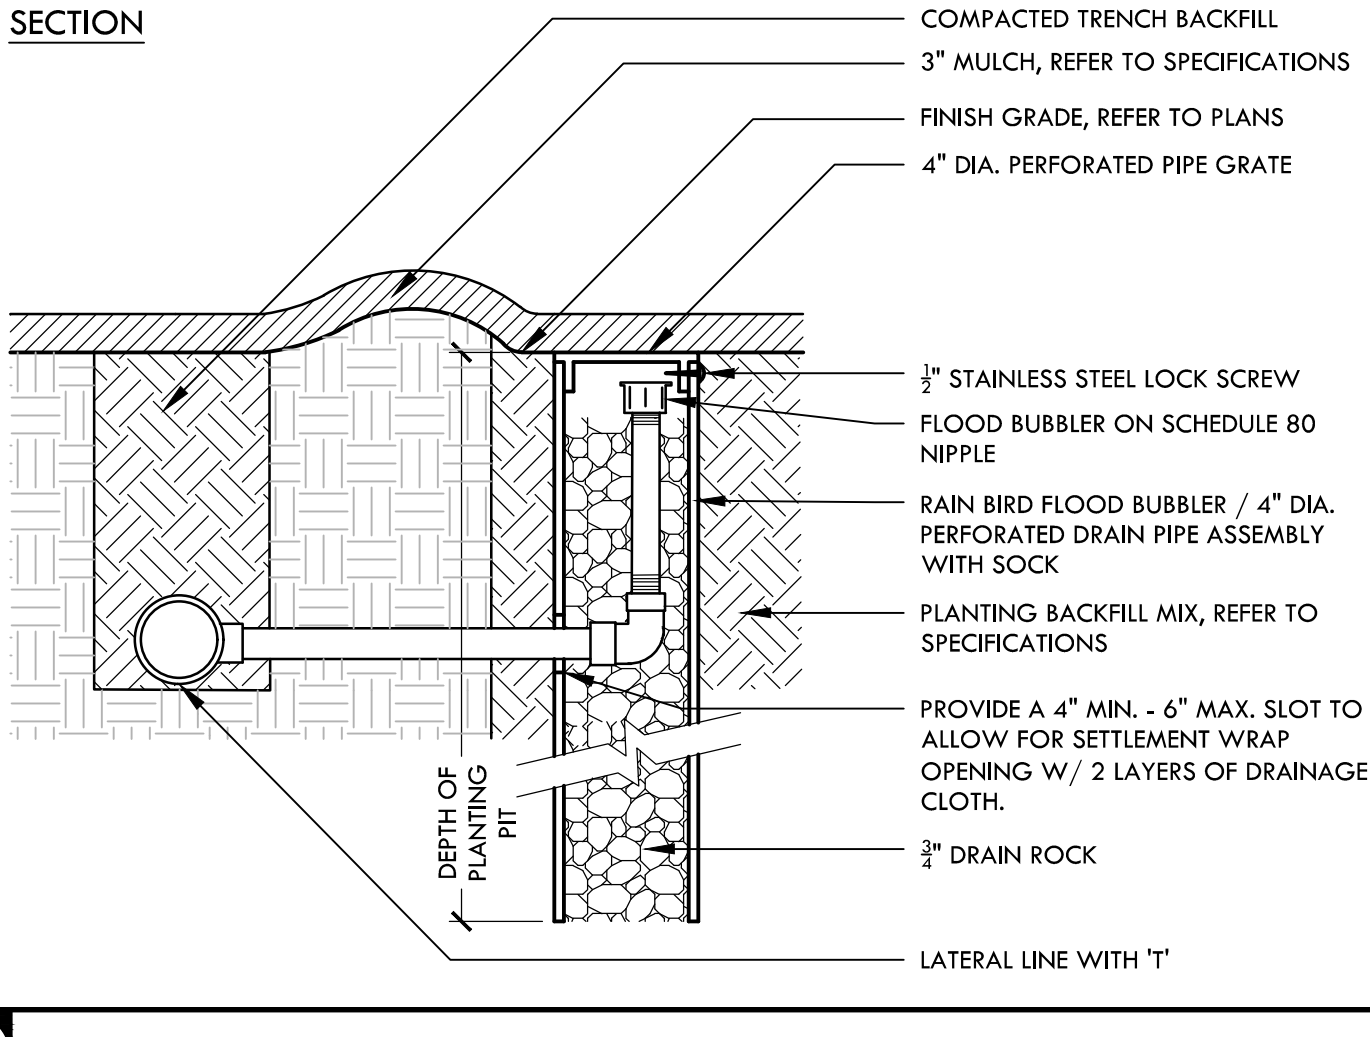 SECTION
COMPACTED TRENCH BACKFILL
3" MULCH, REFER TO SPECIFICATIONS
FINISH GRADE, REFER TO PLANS
4" DIA. PERFORATED PIPE GRATE
½" STAINLESS STEEL LOCK SCREW
FLOOD BUBBLER ON SCHEDULE 80
NIPPLE
RAIN BIRD FLOOD BUBBLER / 4" DIA.
PERFORATED DRAIN PIPE ASSEMBLY
WITH SOCK
PLANTING BACKFILL MIX, REFER TO
SPECIFICATIONS
PROVIDE A 4" MIN. - 6" MAX. SLOT TO
ALLOW FOR SETTLEMENT WRAP
OPENING W/ 2 LAYERS OF DRAINAGE
CLOTH.
¾" DRAIN ROCK
LATERAL LINE WITH 'T'
DEPTH OF
PLANTING
PIT